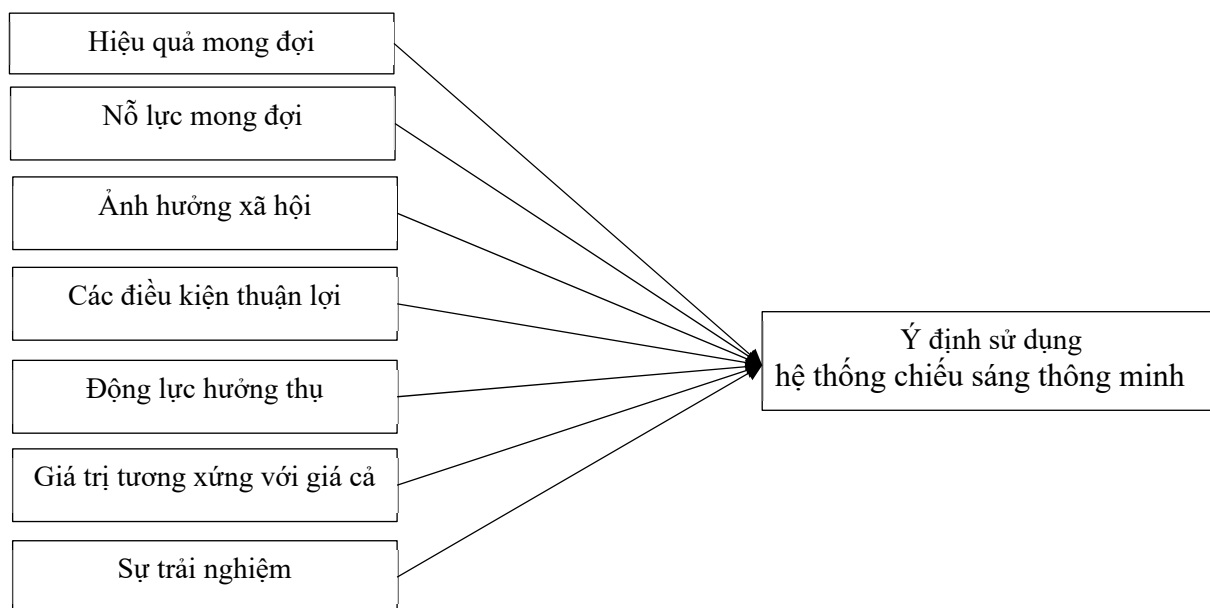 Hiệu quả mong đợi
Nỗ lực mong đợi
Ảnh hưởng xã hội
Các điều kiện thuận lợi
Động lực hưởng thụ
Giá trị tương xứng với giá cả
Sự trải nghiệm
Ý định sử dụng
hệ thống chiếu sáng thông minh